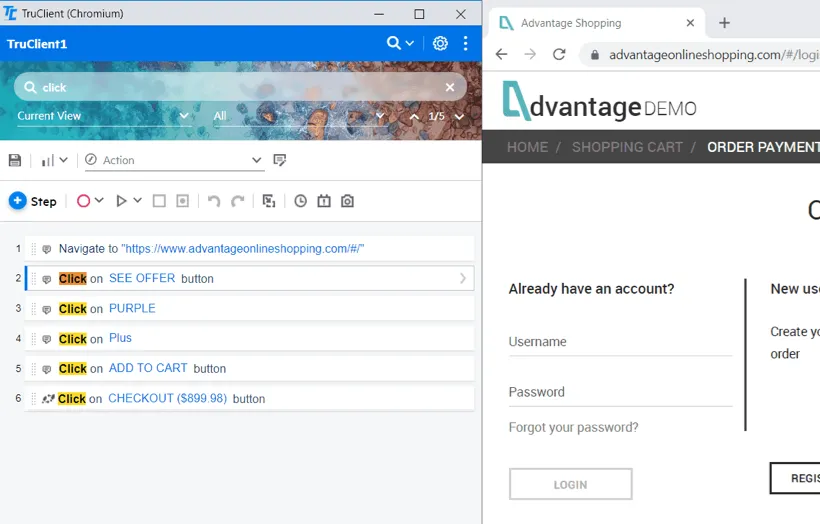 TC TruClient (Chromium)
TruClient1
click
Current View
All
1/5
Action
Step
1 Navigate to "https://www.advantageonlineshopping.com/#/"
2 Click on SEE OFFER button
3 Click on PURPLE
4 Click on Plus
5 Click on ADD TO CART button
6 Click on CHECKOUT ($899.98) button
Advantage Shopping
advantageonlineshopping.com/#/logi
dvantage DEMO
HOME / SHOPPING CART / ORDER PAYMENT
Already have an account?
Username
Password
Forgot your password?
LOGIN
New use
Create yo
order
REGIS